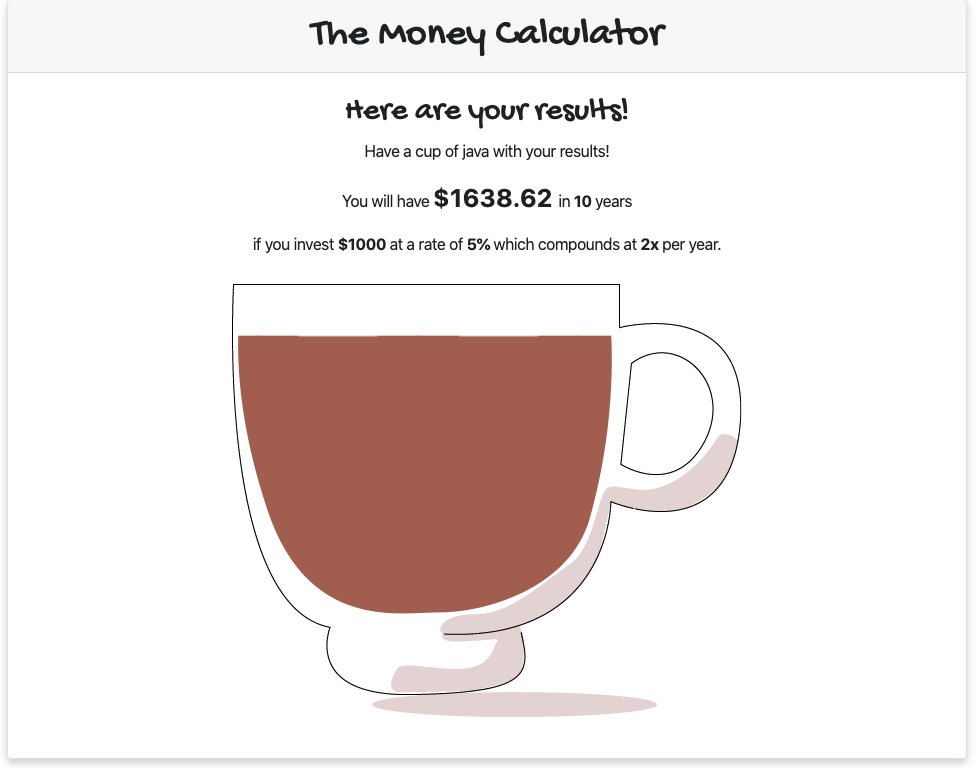 The Money Calculator
Here are your results!
Have a cup of java with your results!
You will have $1638.62 in 10 years
if you invest $1000 at a rate of 5% which compounds at 2x per year.